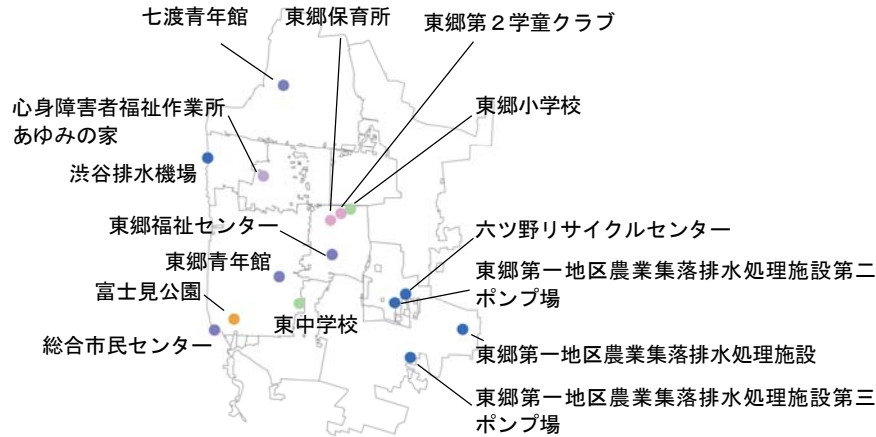 七渡青年館
東郷保育所
東郷第２学童クラブ
東郷小学校
心身障害者福祉作業所
あゆみの家
渋谷排水機場
東郷福祉センター
六ツ野リサイクルセンター
東郷青年館
東郷第一地区農業集落排水処理施設第二
ポンプ場
富士見公園
東中学校
総合市民センター
東郷第一地区農業集落排水処理施設
東郷第一地区農業集落排水処理施設第三
ポンプ場